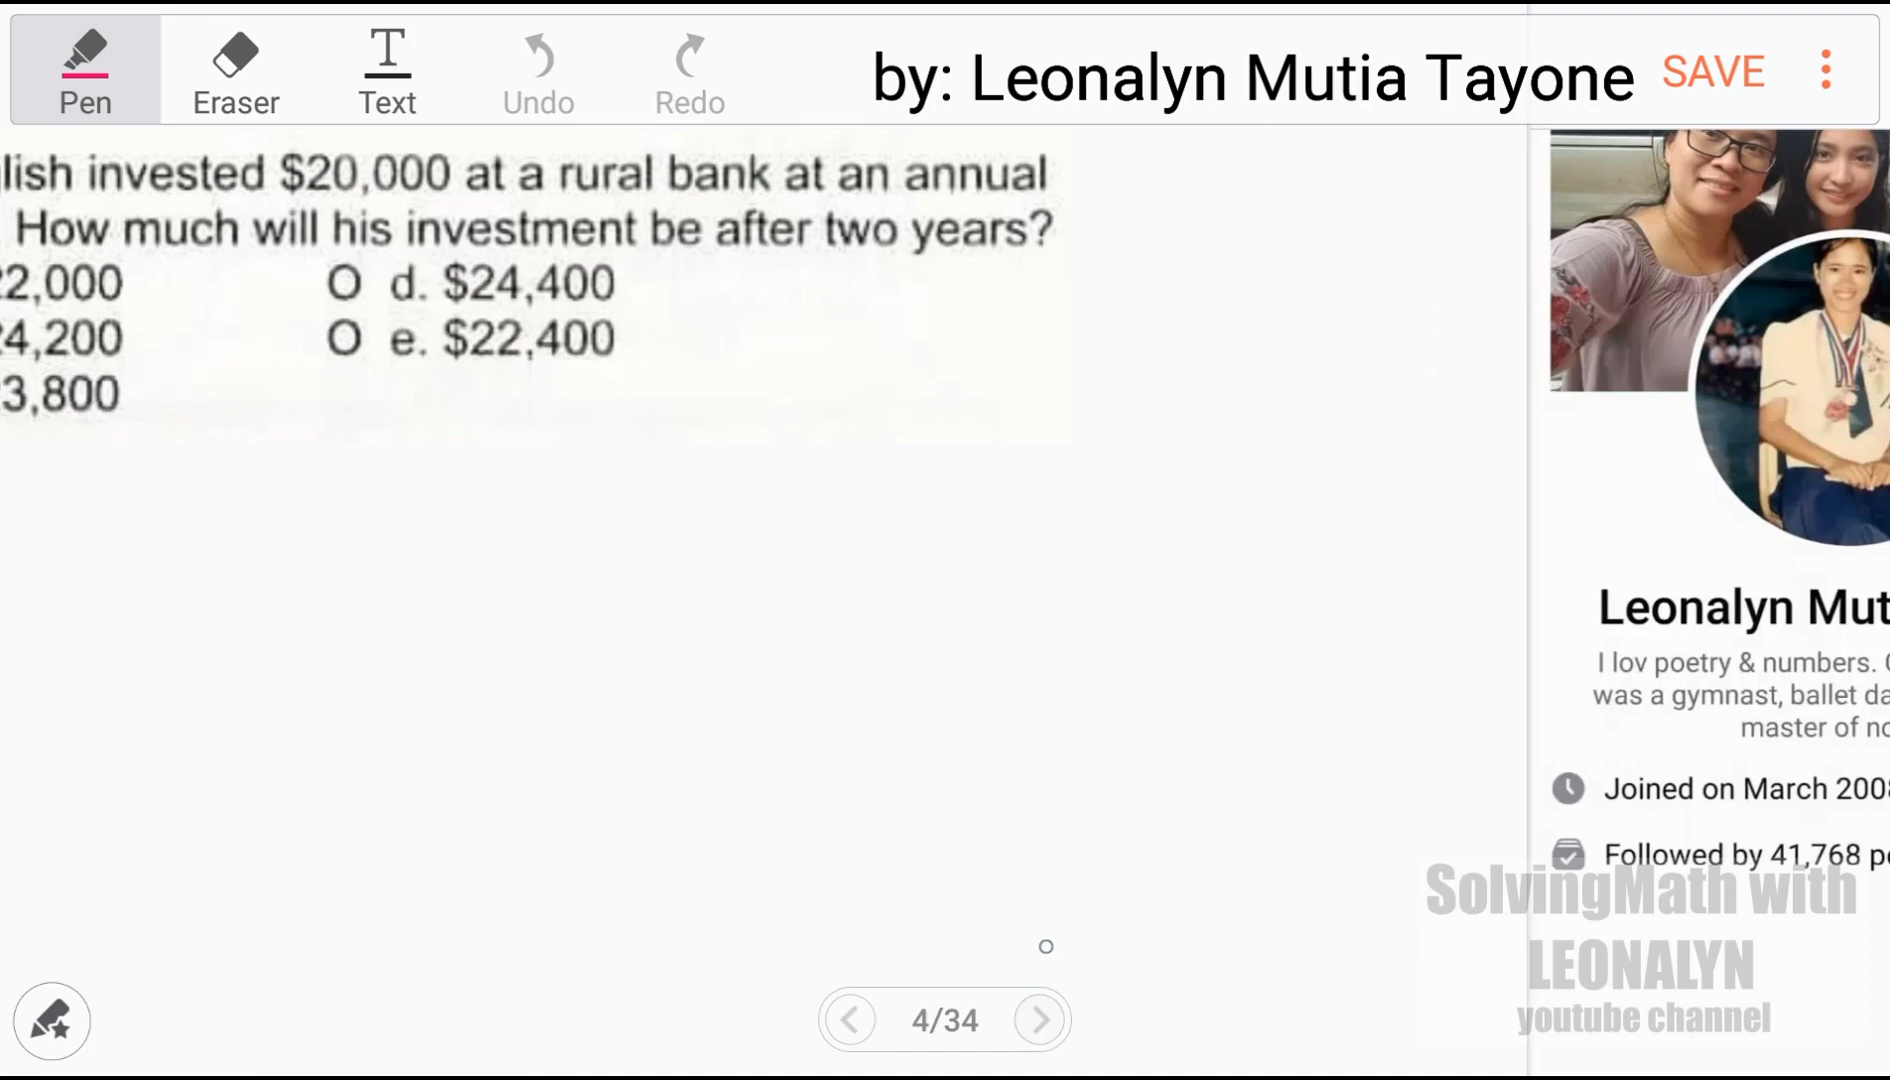 Pen
Eraser
Text
Undo
Redo
by: Leonalyn Mutia Tayone
SAVE
lish invested $20,000 at a rural bank at an annual
How much will his investment be after two years?
2,000
O d. $24,400
4,200
O e. $22,400
3,800
Leonalyn Mut
I lov poetry & numbers.
was a gymnast, ballet da
master of no
Joined on March 200
Followed by 41,768 pe
SolvingMath with
LEONALYN
youtube channel
4/34